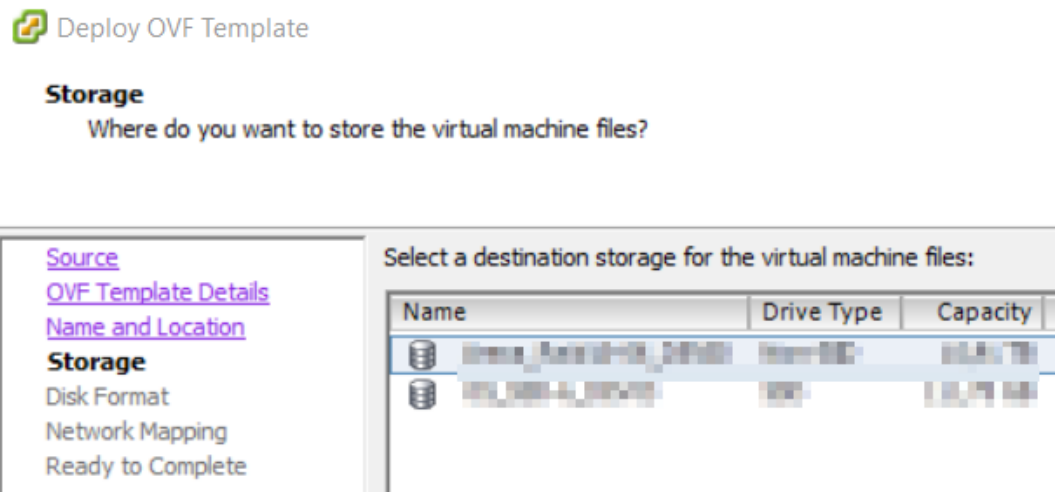 Deploy OVF Template
Storage
Where do you want to store the virtual machine files?
Source
OVF Template Details
Name and Location
Storage
Disk Format
Network Mapping
Ready to Complete
Select a destination storage for the virtual machine files:
Name Drive Type Capacity